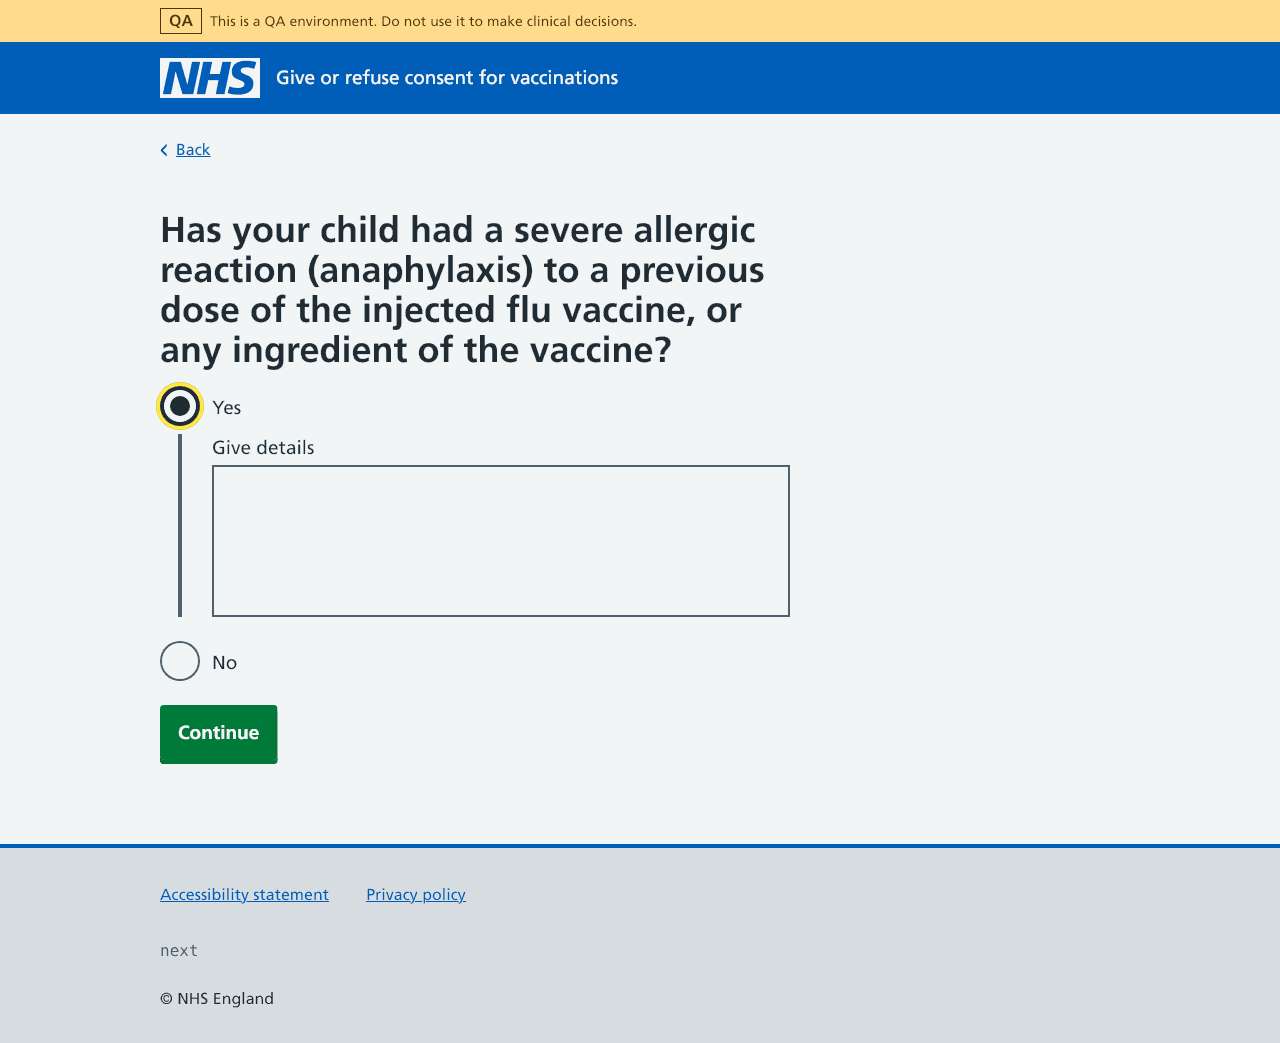 QA This is a QA environment. Do not use it to make clinical decisions.
NHS Give or refuse consent for vaccinations
Back
Has your child had a severe allergic
reaction (anaphylaxis) to a previous
dose of the injected flu vaccine, or
any ingredient of the vaccine?
Yes
Give details
No
Continue
Accessibility statement Privacy policy
next
© NHS England